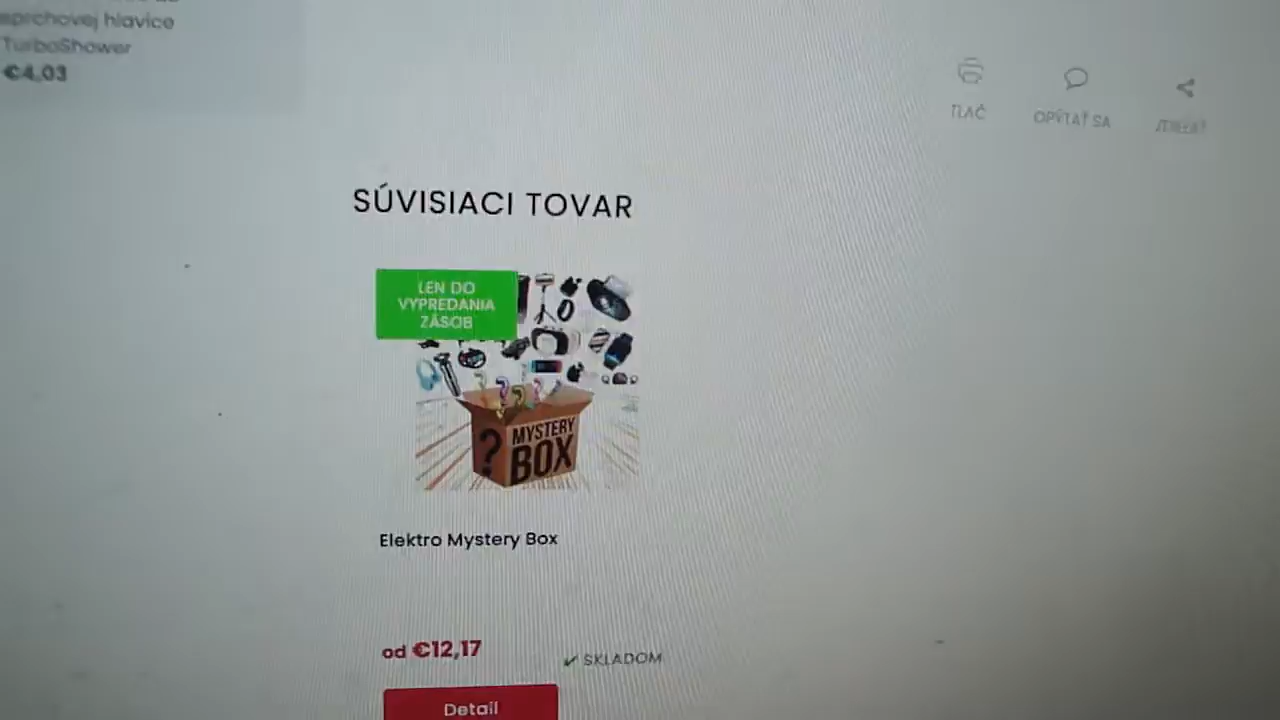 sprchovej hlavice
TurboShower
€4,03
TLAČ
OPÝTAŤ SA
SÚVISIACI TOVAR
LEN DO
VYPREDANIA
ZÁSOB
?
MYSTERY
BOX
Elektro Mystery Box
od €12,17
✔ SKLADOM
Detail